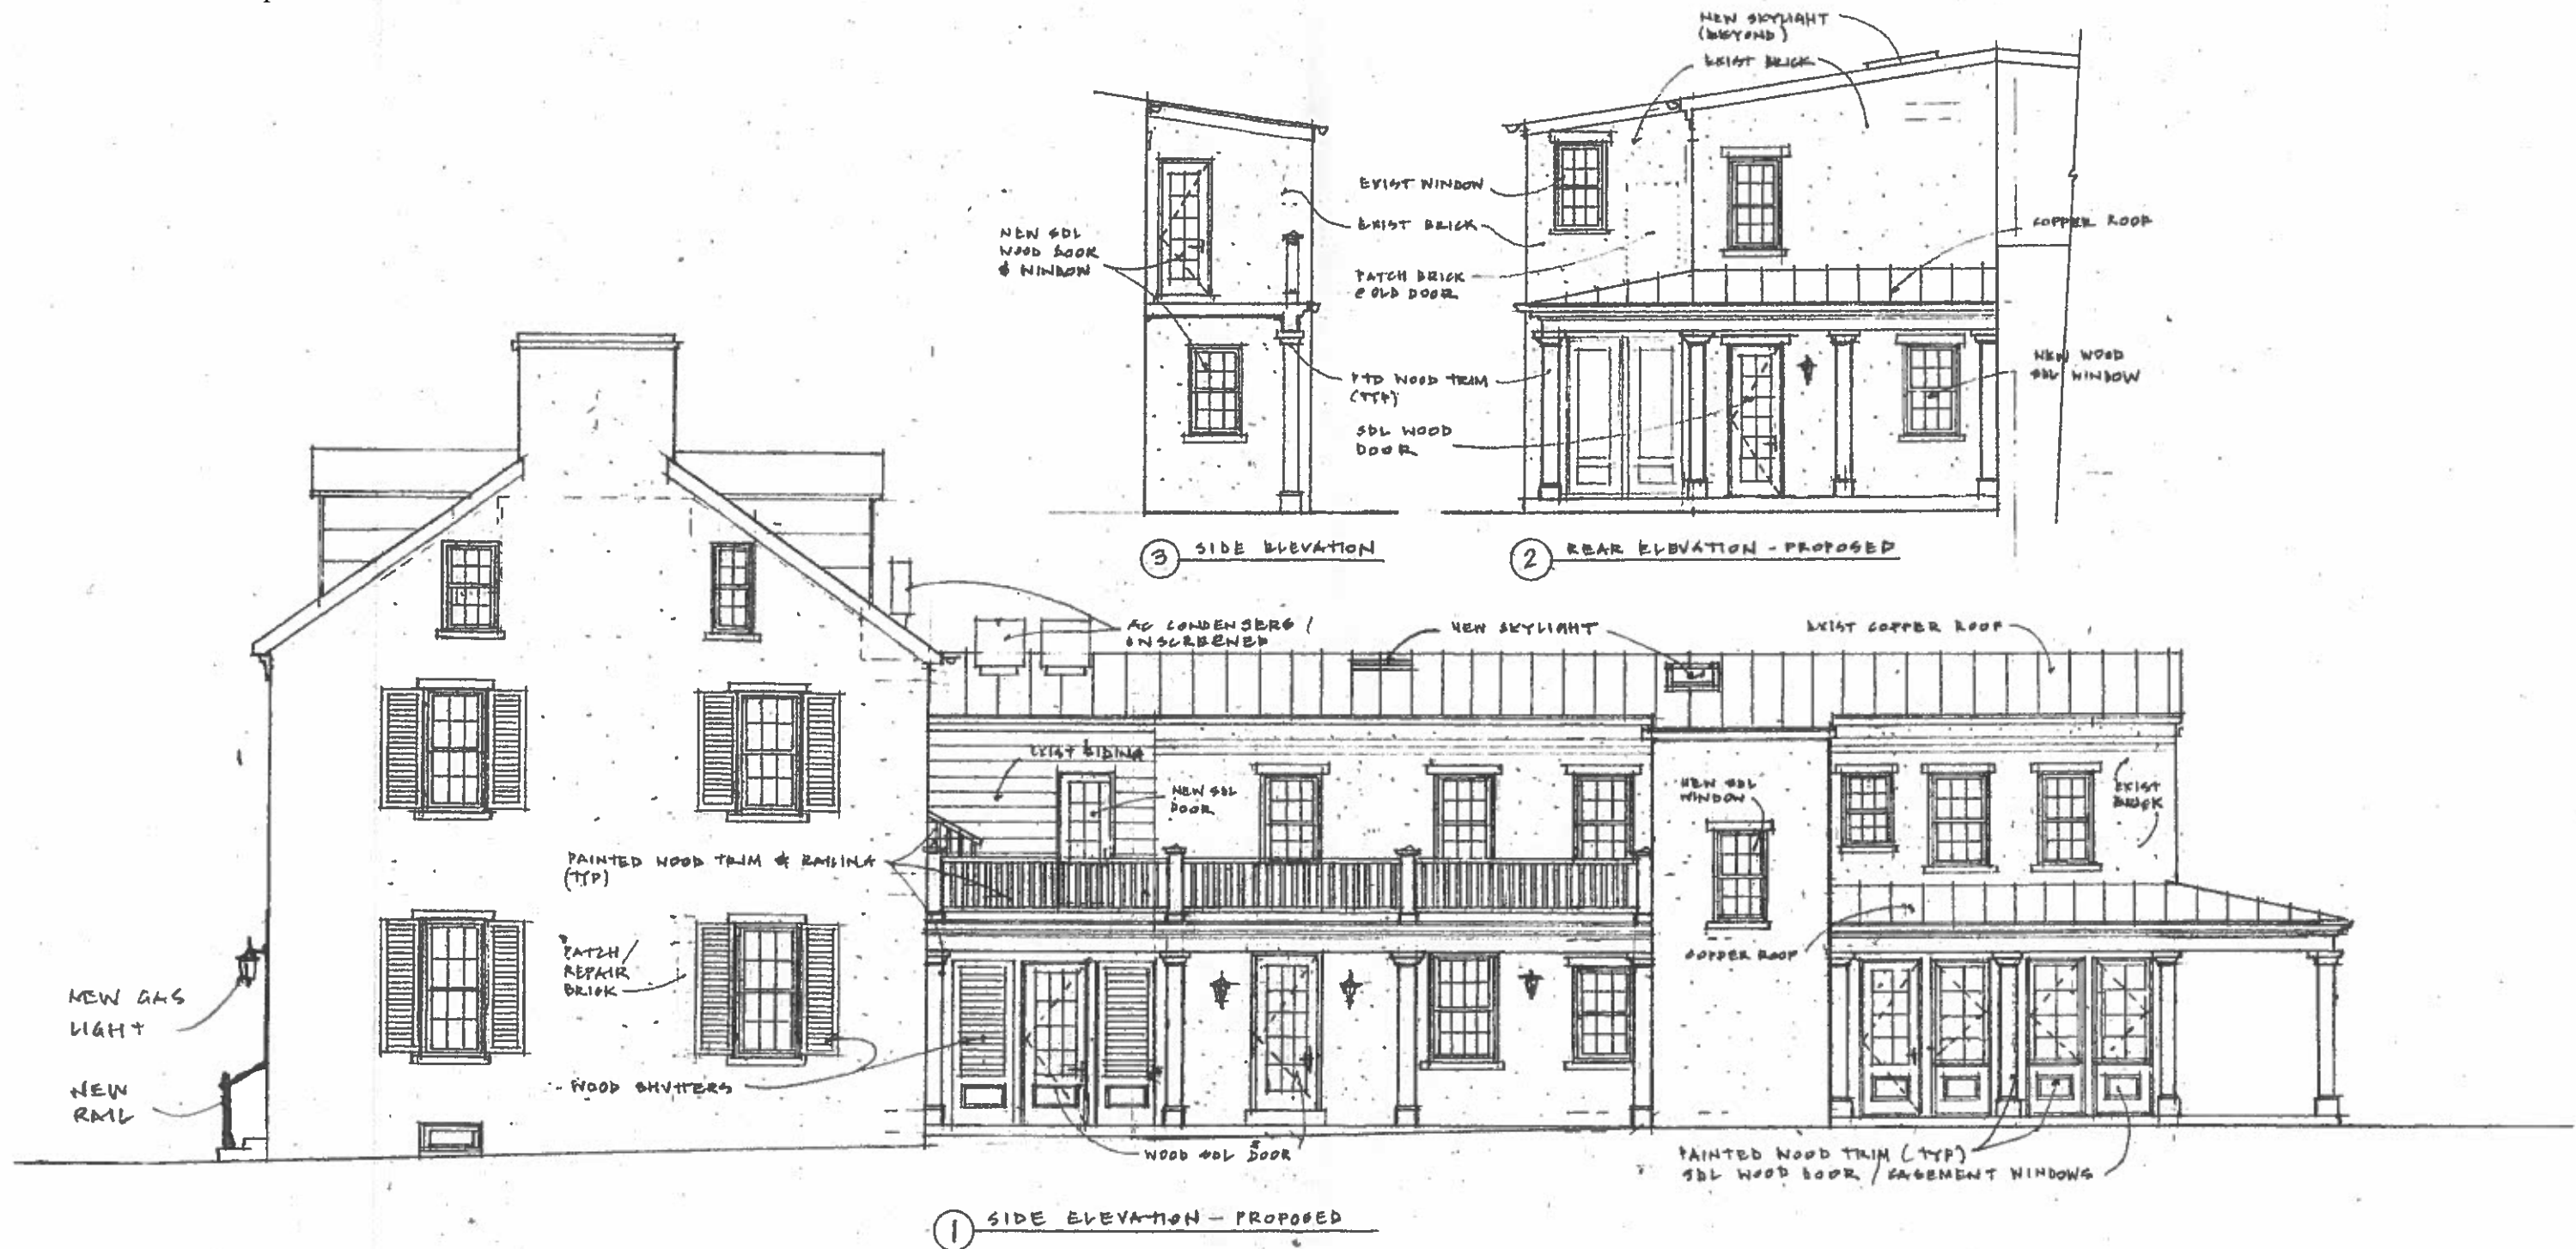 NEW SKYLIGHT
(BEYOND)
EXIST BRICK
EXIST WINDOW
EXIST BRICK
COPPER ROOF
NEW SDL
WOOD DOOR
& WINDOW
PATCH BRICK
@ OLD DOOR
PTD WOOD TRIM
(TYP)
NEW WOOD
SDL WINDOW
SDL WOOD
DOOR
3 SIDE ELEVATION
2 REAR ELEVATION - PROPOSED
AC CONDENSERS /
UNSCREENED
NEW SKYLIGHT
EXIST COPPER ROOF
EXIST SIDING
NEW SDL
DOOR
NEW SDL
WINDOW
EXIST
BRICK
PAINTED WOOD TRIM & RAILING
(TYP)
PATCH/
REPAIR
BRICK
COPPER ROOF
NEW GAS
LIGHT
NEW
RAIL
WOOD SHUTTERS
WOOD SDL DOOR
PAINTED WOOD TRIM (TYP)
SDL WOOD DOOR / CASEMENT WINDOWS
1 SIDE ELEVATION - PROPOSED